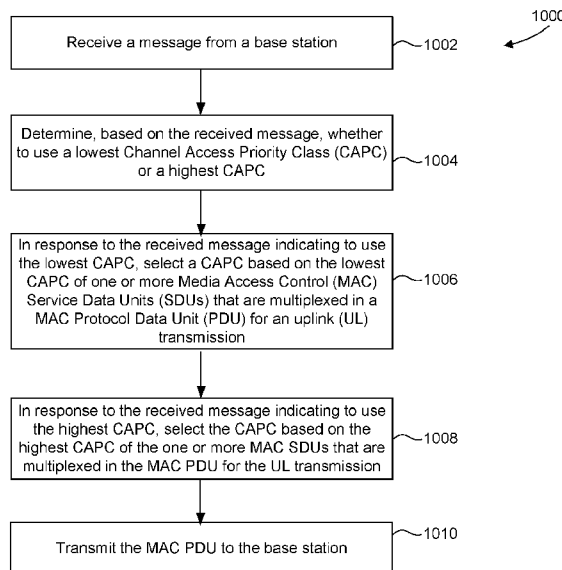 1000
Receive a message from a base station
1002
Determine, based on the received message, whether
to use a lowest Channel Access Priority Class (CAPC)
or a highest CAPC
1004
In response to the received message indicating to use
the lowest CAPC, select a CAPC based on the lowest
CAPC of one or more Media Access Control (MAC)
Service Data Units (SDUs) that are multiplexed in a
MAC Protocol Data Unit (PDU) for an uplink (UL)
transmission
1006
In response to the received message indicating to use
the highest CAPC, select the CAPC based on the
highest CAPC of the one or more MAC SDUs that are
multiplexed in the MAC PDU for the UL transmission
1008
Transmit the MAC PDU to the base station
1010